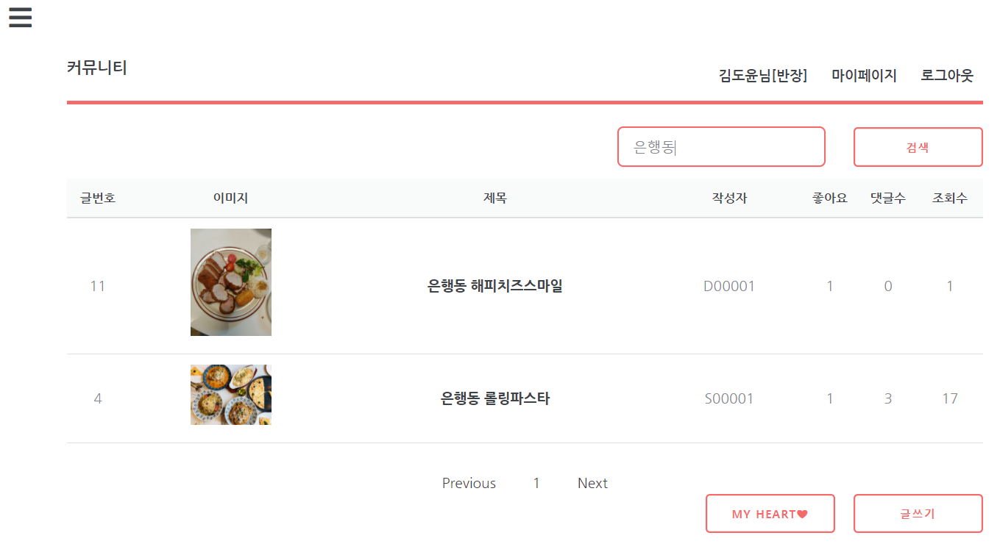 커뮤니티
김도윤님[반장] 마이페이지 로그아웃
은행동 검색
글번호 이미지 제목 작성자 좋아요 댓글수 조회수
11 은행동 해피치즈스마일 D00001 1 0 1
4 은행동 롤링파스타 S00001 1 3 17
Previous 1 Next
MY HEART♥ 글쓰기